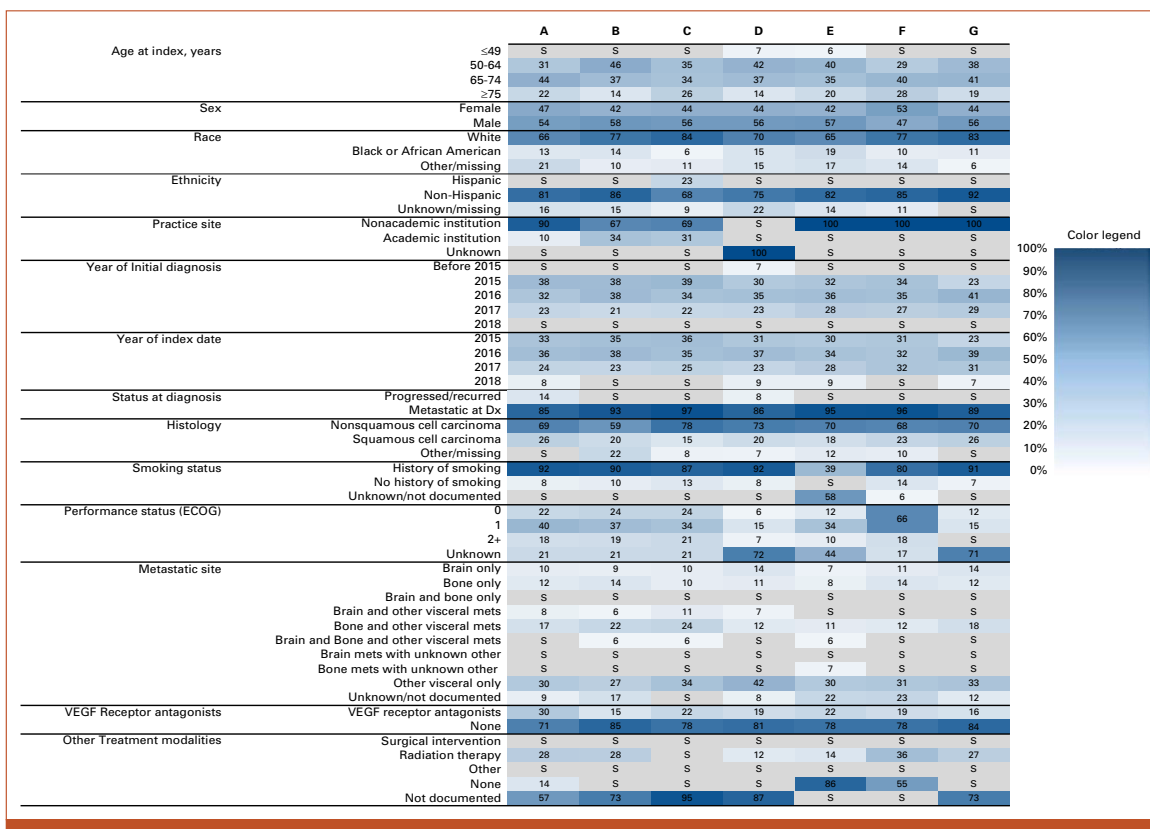 A B C D E F G
Age at index, years ≤49 S S S 7 6 S S
50-64 31 46 35 42 40 29 38
65-74 44 37 34 37 35 40 41
≥75 22 14 26 14 20 28 19
Sex Female 47 42 44 44 42 53 44
Male 54 58 56 56 57 47 56
Race White 66 77 84 70 65 77 83
Black or African American 13 14 6 15 19 10 11
Other/missing 21 10 11 15 17 14 6
Ethnicity Hispanic S S 23 S S S S
Non-Hispanic 81 86 68 75 82 85 92
Unknown/missing 16 15 9 22 14 11 S
Practice site Nonacademic institution 90 67 69 S 100 100 100
Academic institution 10 34 31 S S S S
Unknown S S S 100 S S S
Year of Initial diagnosis Before 2015 S S S 7 S S S
2015 38 38 39 30 32 34 23
2016 32 38 34 35 36 35 41
2017 23 21 22 23 28 27 29
2018 S S S S S S S
Year of index date 2015 33 35 36 31 30 31 23
2016 36 38 35 37 34 32 39
2017 24 23 25 23 28 32 31
2018 8 S S 9 9 S 7
Status at diagnosis Progressed/recurred 14 S S 8 S S S
Metastatic at Dx 85 93 97 86 95 96 89
Histology Nonsquamous cell carcinoma 69 59 78 73 70 68 70
Squamous cell carcinoma 26 20 15 20 18 23 26
Other/missing S 22 8 7 12 10 S
Smoking status History of smoking 92 90 87 92 39 80 91
No history of smoking 8 10 13 8 S 14 7
Unknown/not documented S S S S 58 6 S
Performance status (ECOG) 0 22 24 24 6 12 66 12
1 40 37 34 15 34 15
2+ 18 19 21 7 10 18 S
Unknown 21 21 21 72 44 17 71
Metastatic site Brain only 10 9 10 14 7 11 14
Bone only 12 14 10 11 8 14 12
Brain and bone only S S S S S S S
Brain and other visceral mets 8 6 11 7 S S S
Bone and other visceral mets 17 22 24 12 11 12 18
Brain and Bone and other visceral mets S 6 6 S 6 S S
Brain mets with unknown other S S S S S S S
Bone mets with unknown other S S S S 7 S S
Other visceral only 30 27 34 42 30 31 33
Unknown/not documented 9 17 S 8 22 23 12
VEGF Receptor antagonists VEGF receptor antagonists 30 15 22 19 22 19 16
None 71 85 78 81 78 78 84
Other Treatment modalities Surgical intervention S S S S S S S
Radiation therapy 28 28 S 12 14 36 27
Other S S S S S S S
None 14 S S S 86 55 S
Not documented 57 73 95 87 S S 73
Color legend
100%
90%
80%
70%
60%
50%
40%
30%
20%
10%
0%